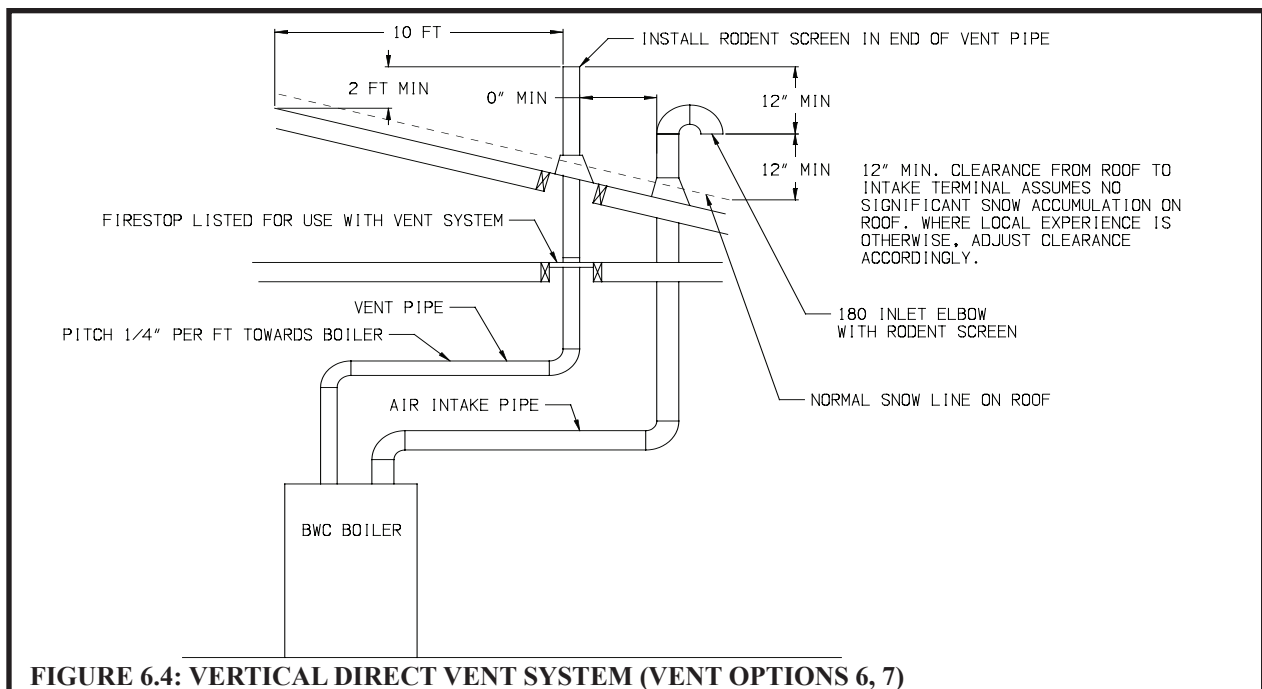 10 FT
INSTALL RODENT SCREEN IN END OF VENT PIPE
2 FT MIN
0" MIN
12" MIN
12" MIN
12" MIN. CLEARANCE FROM ROOF TO
INTAKE TERMINAL ASSUMES NO
SIGNIFICANT SNOW ACCUMULATION ON
ROOF. WHERE LOCAL EXPERIENCE IS
OTHERWISE, ADJUST CLEARANCE
ACCORDINGLY.
FIRESTOP LISTED FOR USE WITH VENT SYSTEM
VENT PIPE
PITCH 1/4" PER FT TOWARDS BOILER
180 INLET ELBOW
WITH RODENT SCREEN
NORMAL SNOW LINE ON ROOF
AIR INTAKE PIPE
BWC BOILER
FIGURE 6.4: VERTICAL DIRECT VENT SYSTEM (VENT OPTIONS 6, 7)